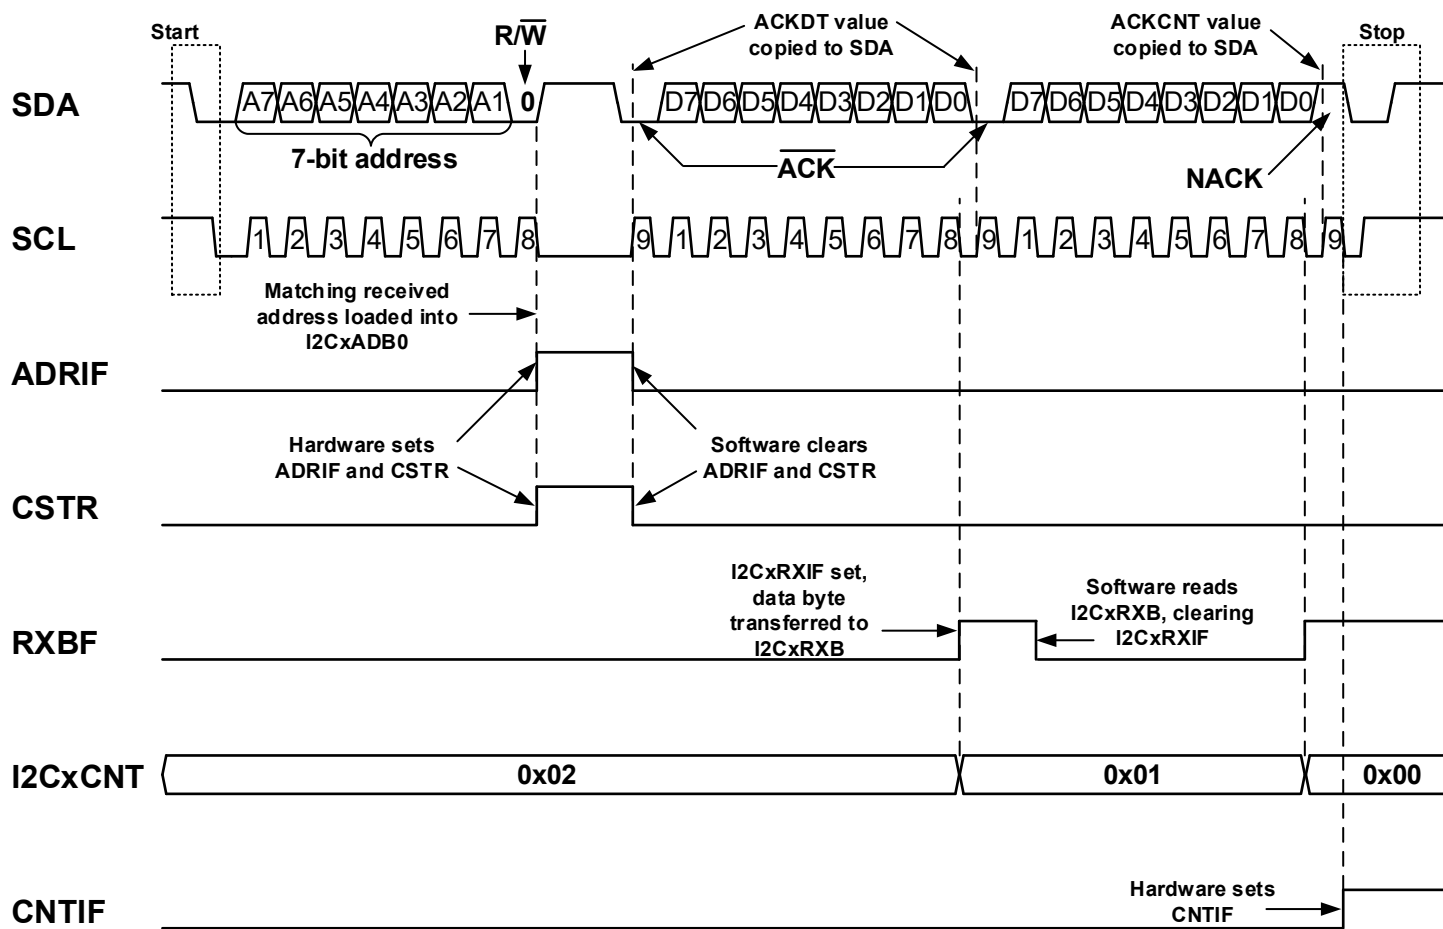 Start
R/W
ACKDT value
copied to SDA
ACKCNT value
copied to SDA
Stop
SDA
A7 A6 A5 A4 A3 A2 A1 0
D7 D6 D5 D4 D3 D2 D1 D0
D7 D6 D5 D4 D3 D2 D1 D0
7-bit address
ACK
NACK
SCL
1 2 3 4 5 6 7 8 9 1 2 3 4 5 6 7 8 9 1 2 3 4 5 6 7 8 9
Matching received
address loaded into
I2CxADB0
ADRIF
Hardware sets
ADRIF and CSTR
Software clears
ADRIF and CSTR
CSTR
I2CxRXIF set,
data byte
transferred to
I2CxRXB
Software reads
I2CxRXB, clearing
I2CxRXIF
RXBF
I2CxCNT
0x02
0x01
0x00
Hardware sets
CNTIF
CNTIF